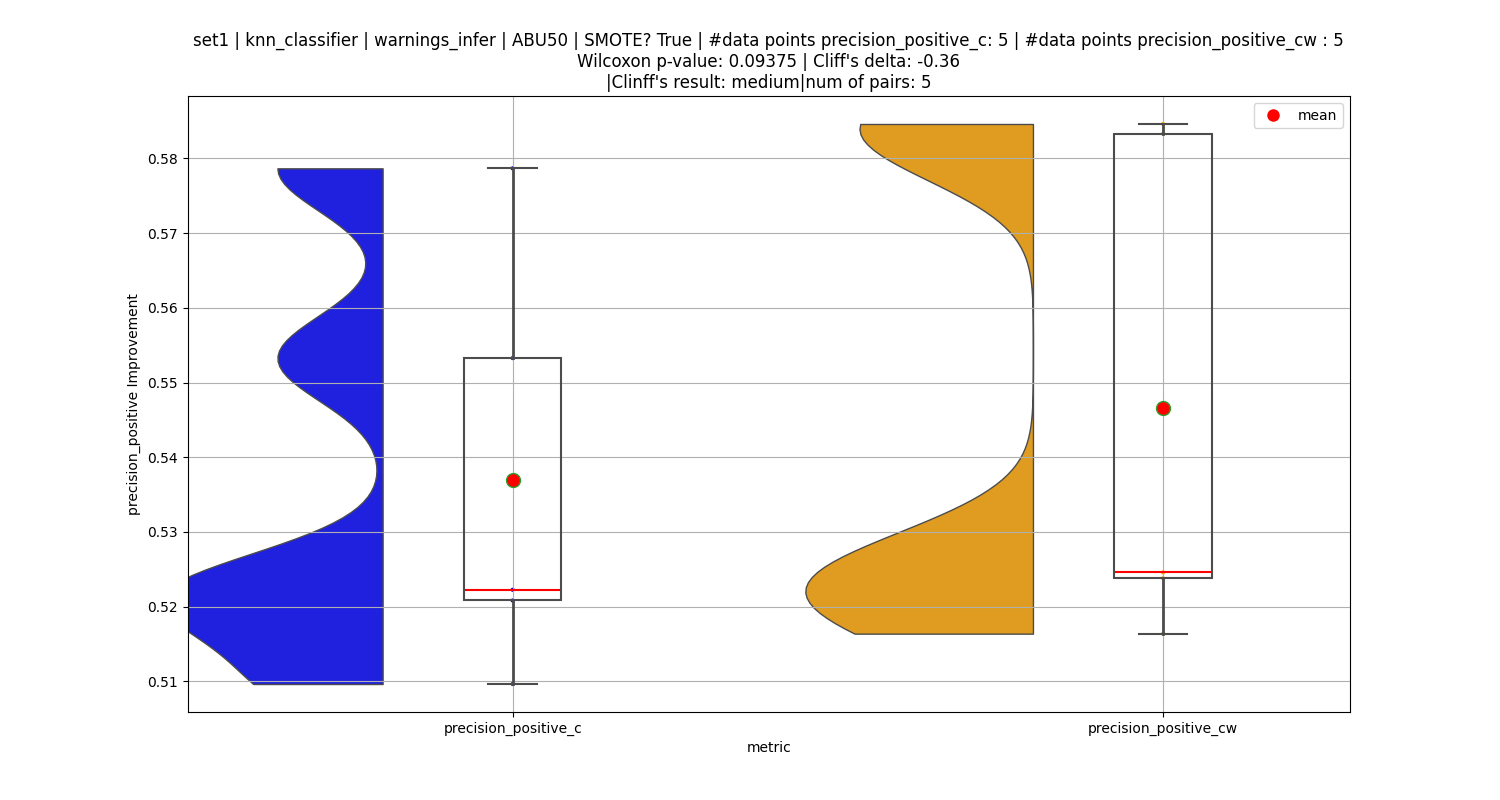 set1 | knn_classifier | warnings_infer | ABU50 | SMOTE? True | #data points precision_positive_c: 5 | #data points precision_positive_cw : 5
Wilcoxon p-value: 0.09375 | Cliff's delta: -0.36
|Clinff's result: medium|num of pairs: 5
mean
0.58
0.57
0.56
0.55
0.54
0.53
0.52
0.51
precision_positive Improvement
precision_positive_c
precision_positive_cw
metric